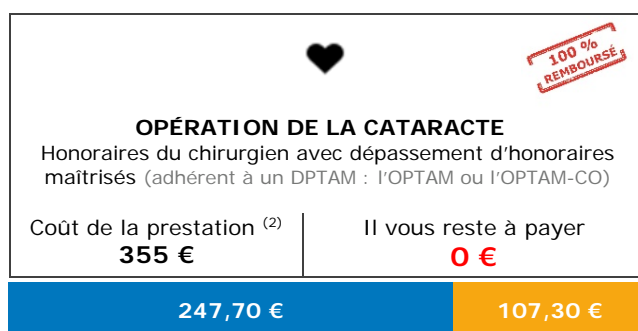 100 %
REMBOURSÉ
OPÉRATION DE LA CATARACTE
Honoraires du chirurgien avec dépassement d'honoraires
maîtrisés (adhérent à un DPTAM : l'OPTAM ou l'OPTAM-CO)
Coût de la prestation (2)
355 €
Il vous reste à payer
0 €
247,70 €
107,30 €